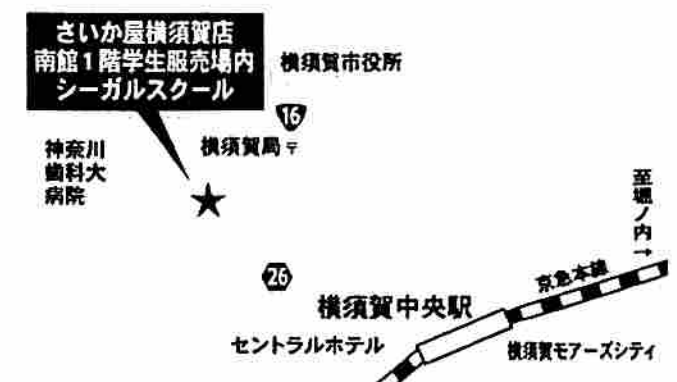 さいか屋横須賀店
南館1階学生服売場内
シーガルスクール
横須賀市役所
16
横須賀局〒
神奈川
歯科大
病院
至堀ノ内→
京急本線
26
横須賀中央駅
セントラルホテル
横須賀モアーズシティ